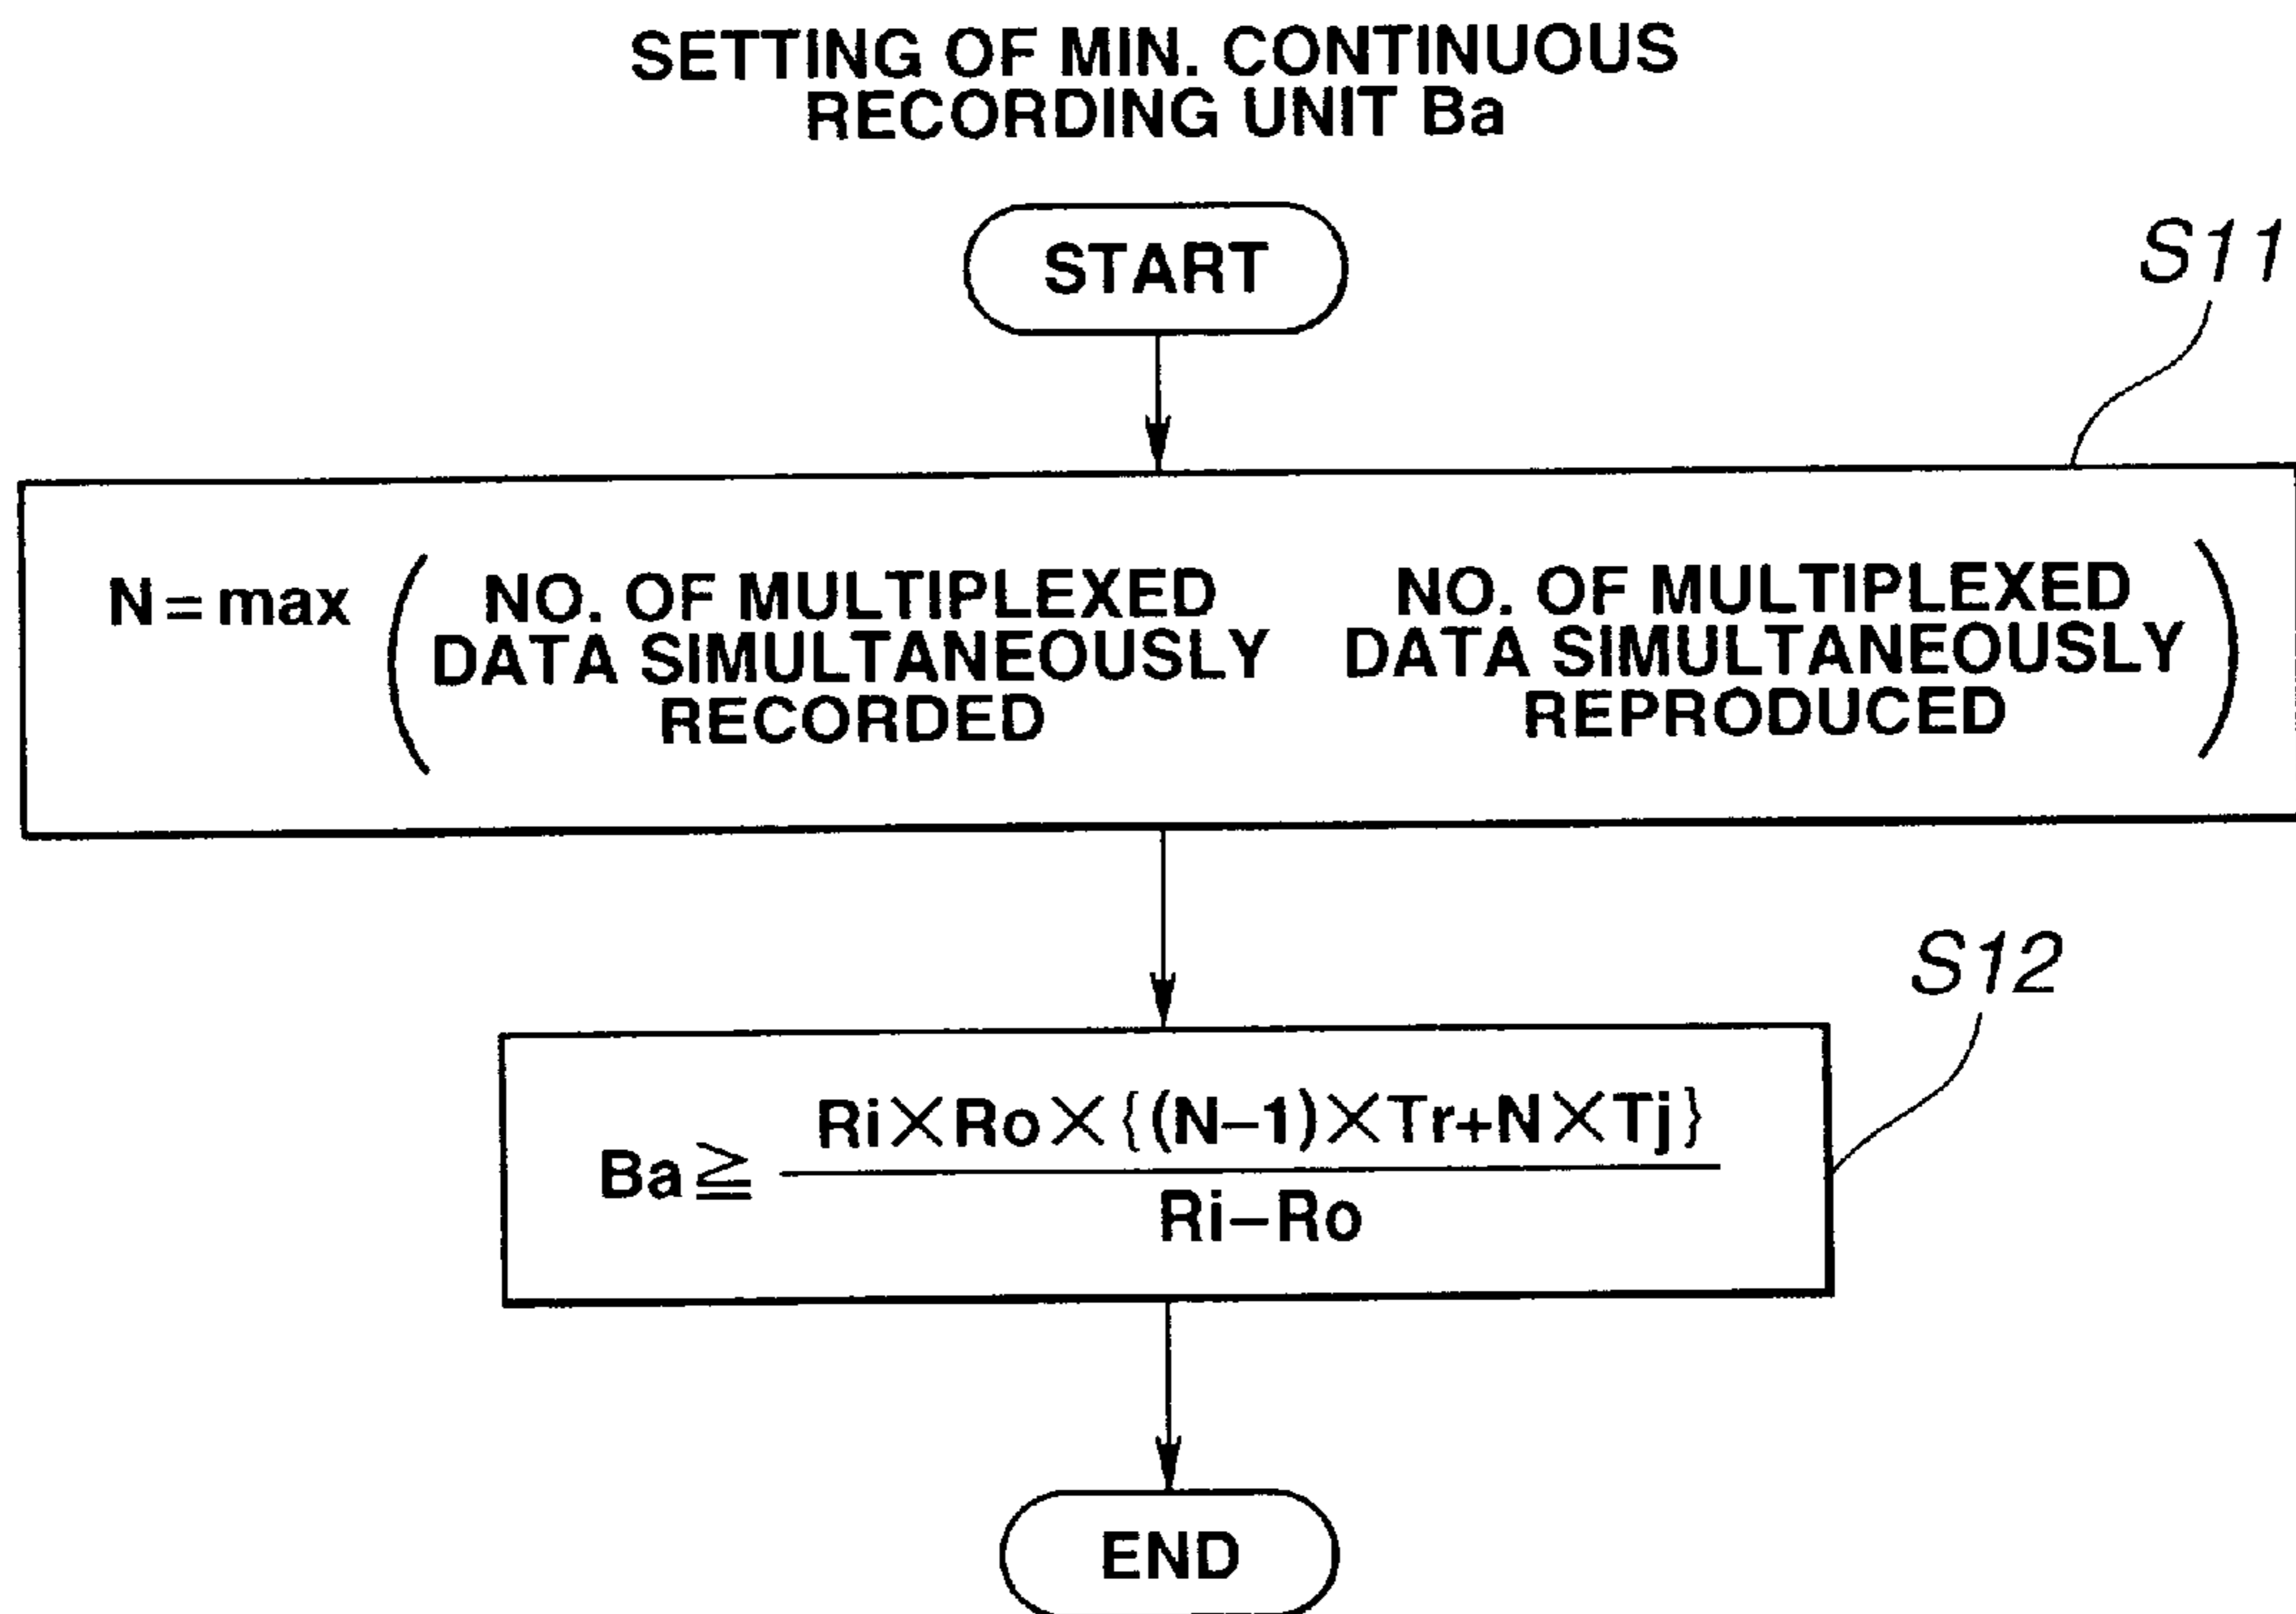 SETTING OF MIN. CONTINUOUS
RECORDING UNIT Ba
START
S11
N=max ( NO. OF MULTIPLEXED DATA SIMULTANEOUSLY RECORDED NO. OF MULTIPLEXED DATA SIMULTANEOUSLY REPRODUCED )
S12
Ba≧ Ri×Ro×{(N−1)×Tr+N×Tj}
Ri−Ro
END